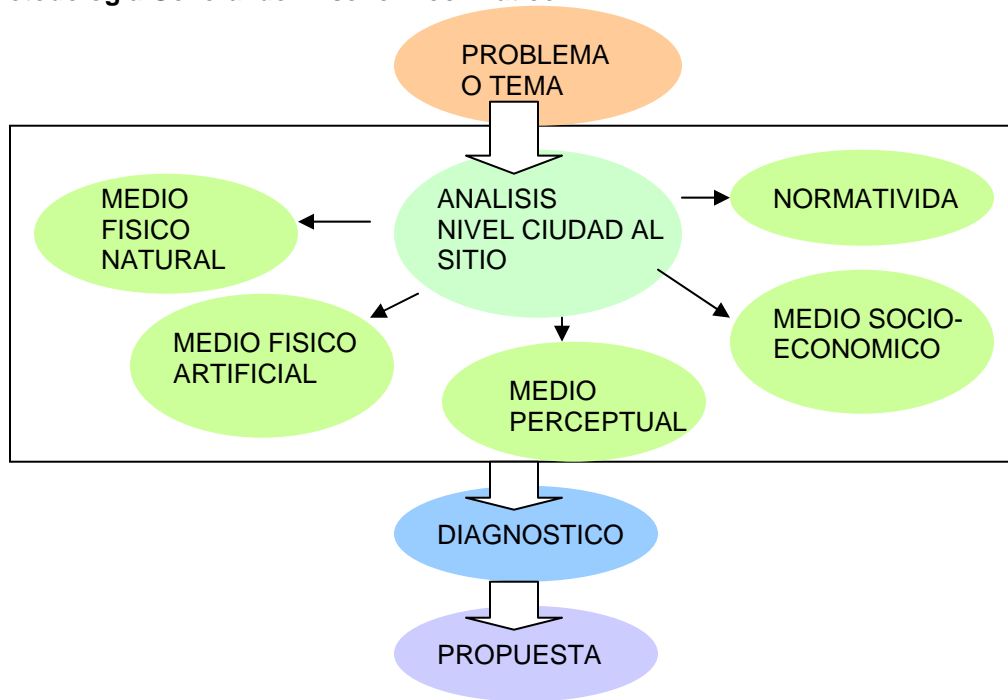 PROBLEMA
O TEMA
ANALISIS
NIVEL CIUDAD AL
SITIO
MEDIO
FISICO
NATURAL
NORMATIVIDA
MEDIO FISICO
ARTIFICIAL
MEDIO
PERCEPTUAL
MEDIO SOCIO-
ECONOMICO
DIAGNOSTICO
PROPUESTA